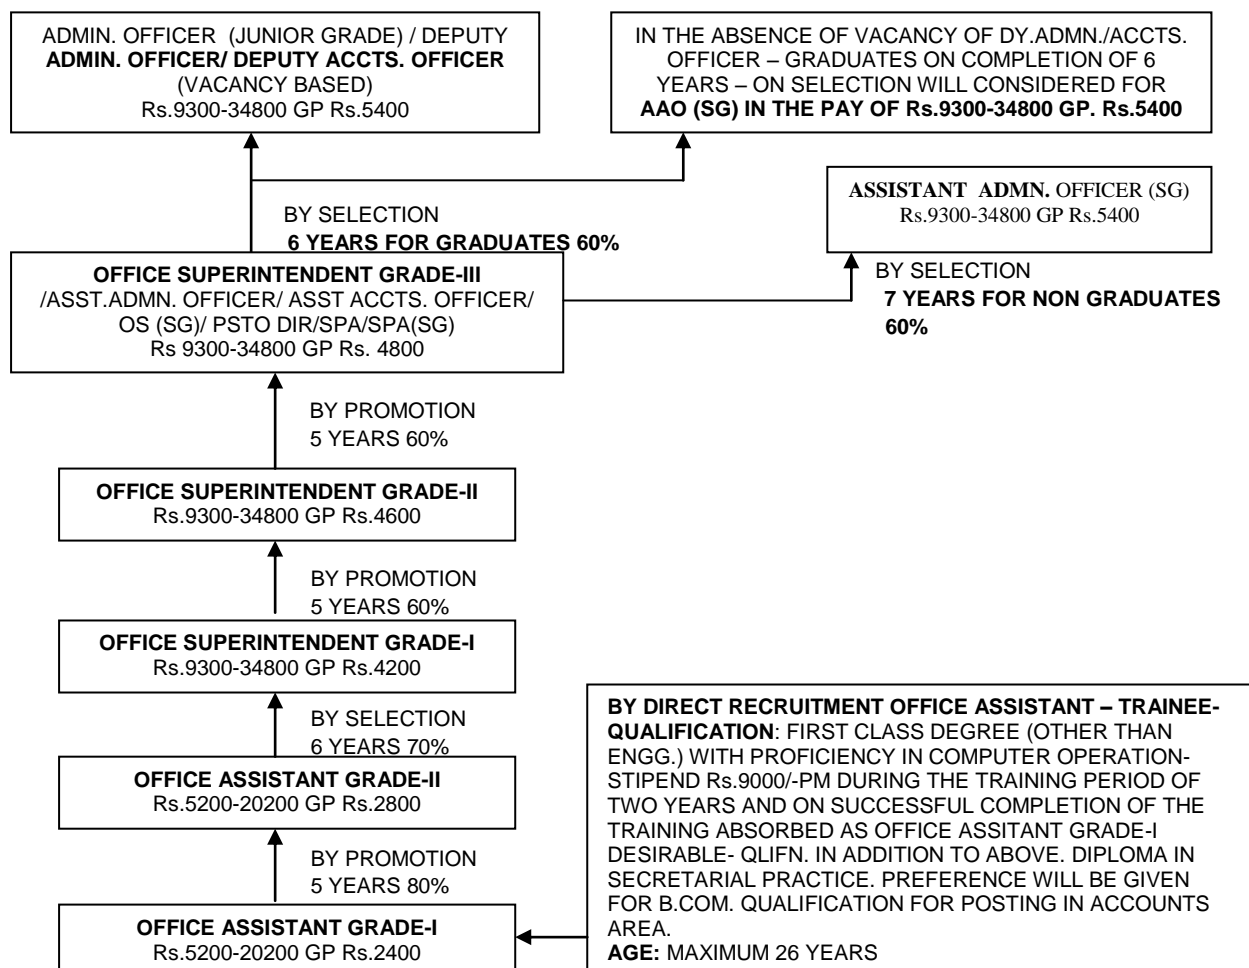 ADMIN. OFFICER (JUNIOR GRADE) / DEPUTY
ADMIN. OFFICER/ DEPUTY ACCTS. OFFICER
(VACANCY BASED)
Rs.9300-34800 GP Rs.5400
IN THE ABSENCE OF VACANCY OF DY.ADMN./ACCTS.
OFFICER – GRADUATES ON COMPLETION OF 6
YEARS – ON SELECTION WILL CONSIDERED FOR
AAO (SG) IN THE PAY OF Rs.9300-34800 GP. Rs.5400
ASSISTANT ADMN. OFFICER (SG)
Rs.9300-34800 GP Rs.5400
BY SELECTION
6 YEARS FOR GRADUATES 60%
OFFICE SUPERINTENDENT GRADE-III
/ASST.ADMN. OFFICER/ ASST ACCTS. OFFICER/
OS (SG)/ PSTO DIR/SPA/SPA(SG)
Rs 9300-34800 GP Rs. 4800
BY SELECTION
7 YEARS FOR NON GRADUATES
60%
BY PROMOTION
5 YEARS 60%
OFFICE SUPERINTENDENT GRADE-II
Rs.9300-34800 GP Rs.4600
BY PROMOTION
5 YEARS 60%
OFFICE SUPERINTENDENT GRADE-I
Rs.9300-34800 GP Rs.4200
BY SELECTION
6 YEARS 70%
OFFICE ASSISTANT GRADE-II
Rs.5200-20200 GP Rs.2800
BY PROMOTION
5 YEARS 80%
OFFICE ASSISTANT GRADE-I
Rs.5200-20200 GP Rs.2400
BY DIRECT RECRUITMENT OFFICE ASSISTANT – TRAINEE-
QUALIFICATION: FIRST CLASS DEGREE (OTHER THAN
ENGG.) WITH PROFICIENCY IN COMPUTER OPERATION-
STIPEND Rs.9000/-PM DURING THE TRAINING PERIOD OF
TWO YEARS AND ON SUCCESSFUL COMPLETION OF THE
TRAINING ABSORBED AS OFFICE ASSITANT GRADE-I
DESIRABLE- QLIFN. IN ADDITION TO ABOVE. DIPLOMA IN
SECRETARIAL PRACTICE. PREFERENCE WILL BE GIVEN
FOR B.COM. QUALIFICATION FOR POSTING IN ACCOUNTS
AREA.
AGE: MAXIMUM 26 YEARS